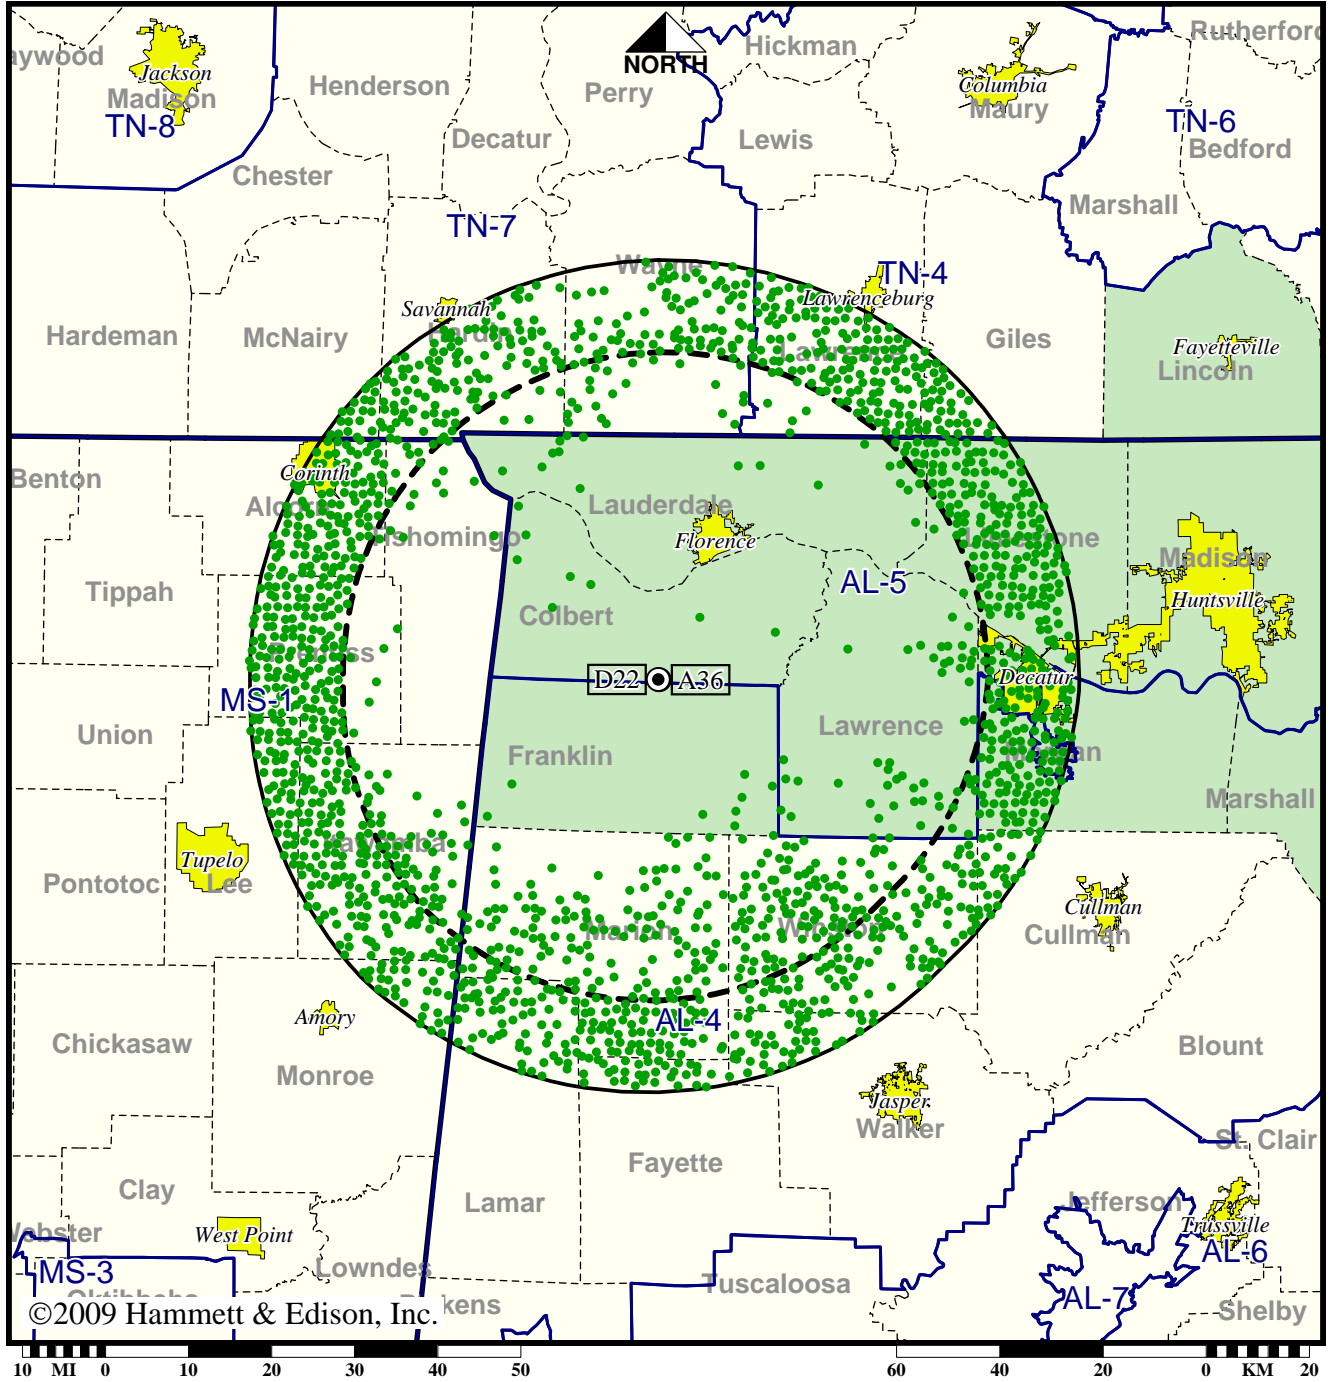 Rutherford
Hickman
aywood
Jackson
NORTH
Henderson
Perry
Columbia
Madison
Maury
TN-8
TN-6
Decatur
Lewis
Bedford
Chester
Marshall
TN-7
Wayne
TN-4
Savannah
Lawrenceburg
Hardeman
McNairy
Hardin
Lawrence
Giles
Fayetteville
Lincoln
Benton
Corinth
Alcorn
Lauderdale
Tishomingo
Florence
Limestone
Madison
Tippah
AL-5
Huntsville
Colbert
Prentiss
D22
A36
Decatur
MS-1
Union
Lawrence
Franklin
Morgan
Marshall
Itawamba
Tupelo
Pontotoc
Lee
Cullman
Marion
Winston
Cullman
Amory
AL-4
Chickasaw
Blount
Monroe
Jasper
Walker
St. Clair
Fayette
Clay
Lamar
Jefferson
Webster
West Point
Trussville
AL-6
MS-3
Lowndes
Tuscaloosa
Oktibbeha
AL-7
Pickens
Shelby
©2009 Hammett & Edison, Inc.
10 MI 0 10 20 30 40 50 60 40 20 0 KM 20